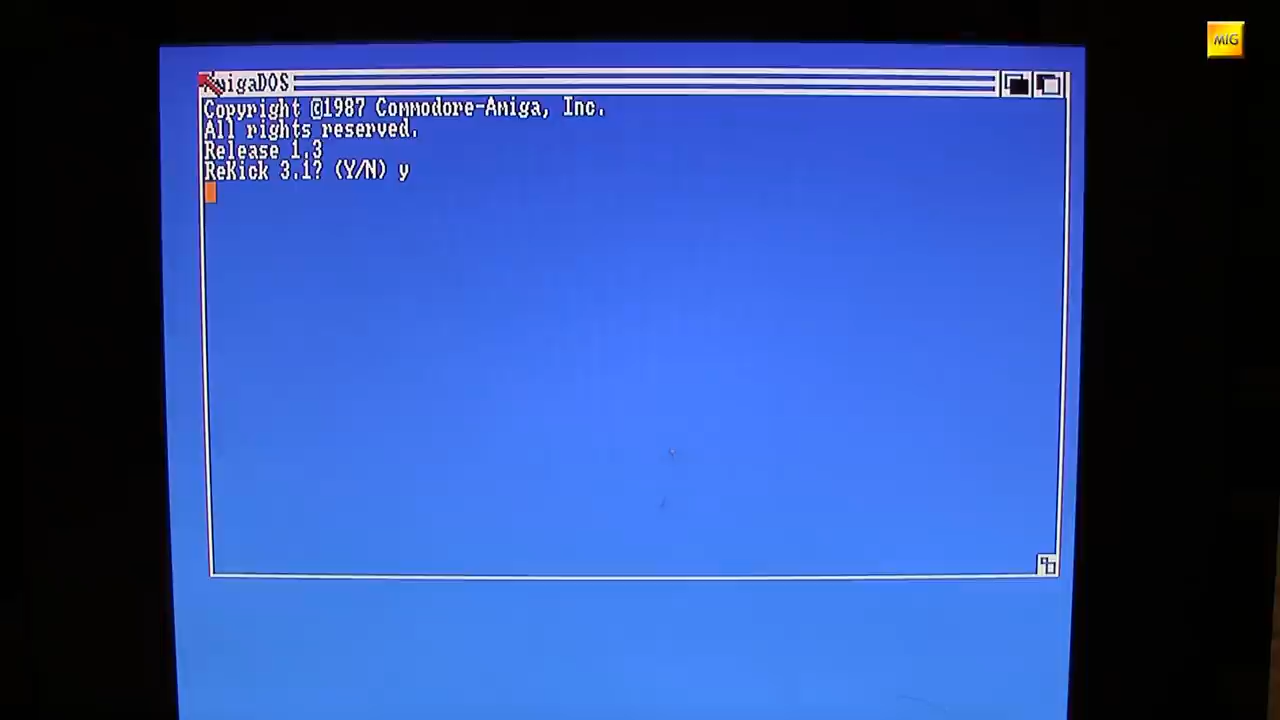 AmigaDOS
Copyright ©1987 Commodore-Amiga, Inc.
All rights reserved.
Release 1.3
ReKick 3.1? (Y/N) y
MIG